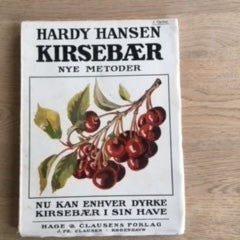 HARDY HANSEN
KIRSEBÆR
NYE METODER
NU KAN ENHVER DYRKE
KIRSEBÆR I SIN HAVE
HAGE & CLAUSENS FORLAG
J. FR. CLAUSEN · KØBENHAVN